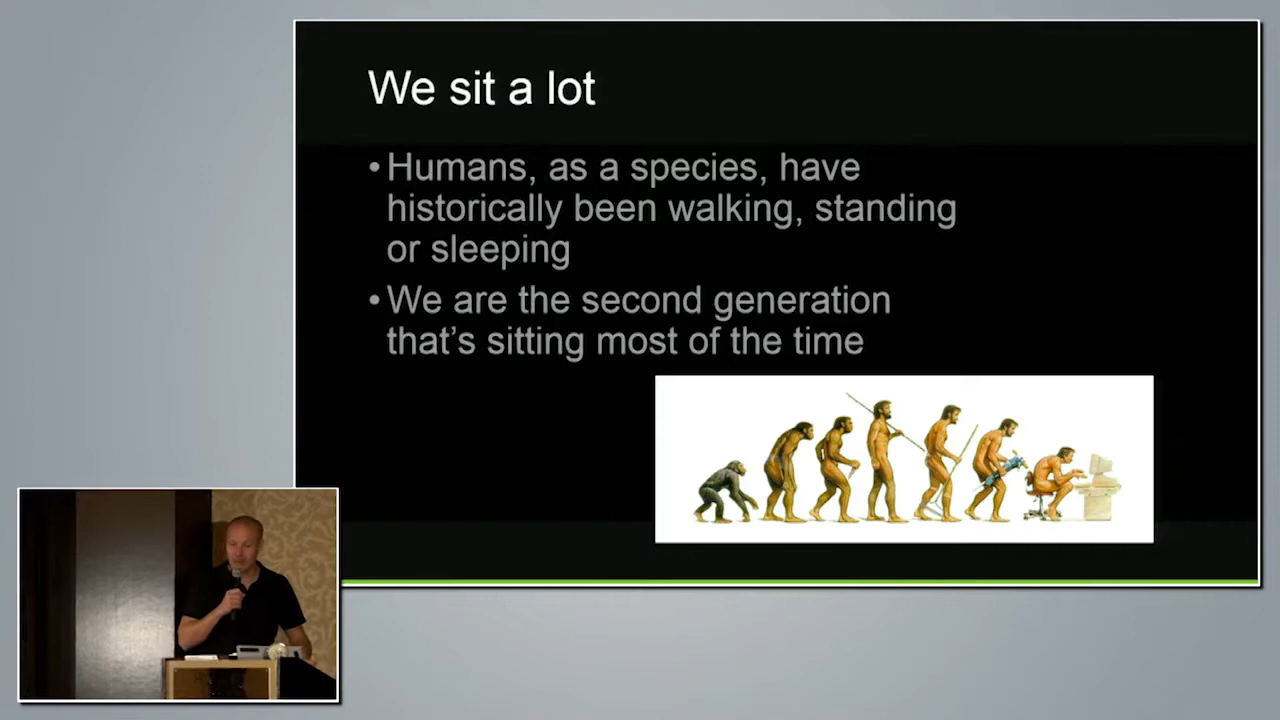 We sit a lot
•Humans, as a species, have
historically been walking, standing
or sleeping
•We are the second generation
that’s sitting most of the time